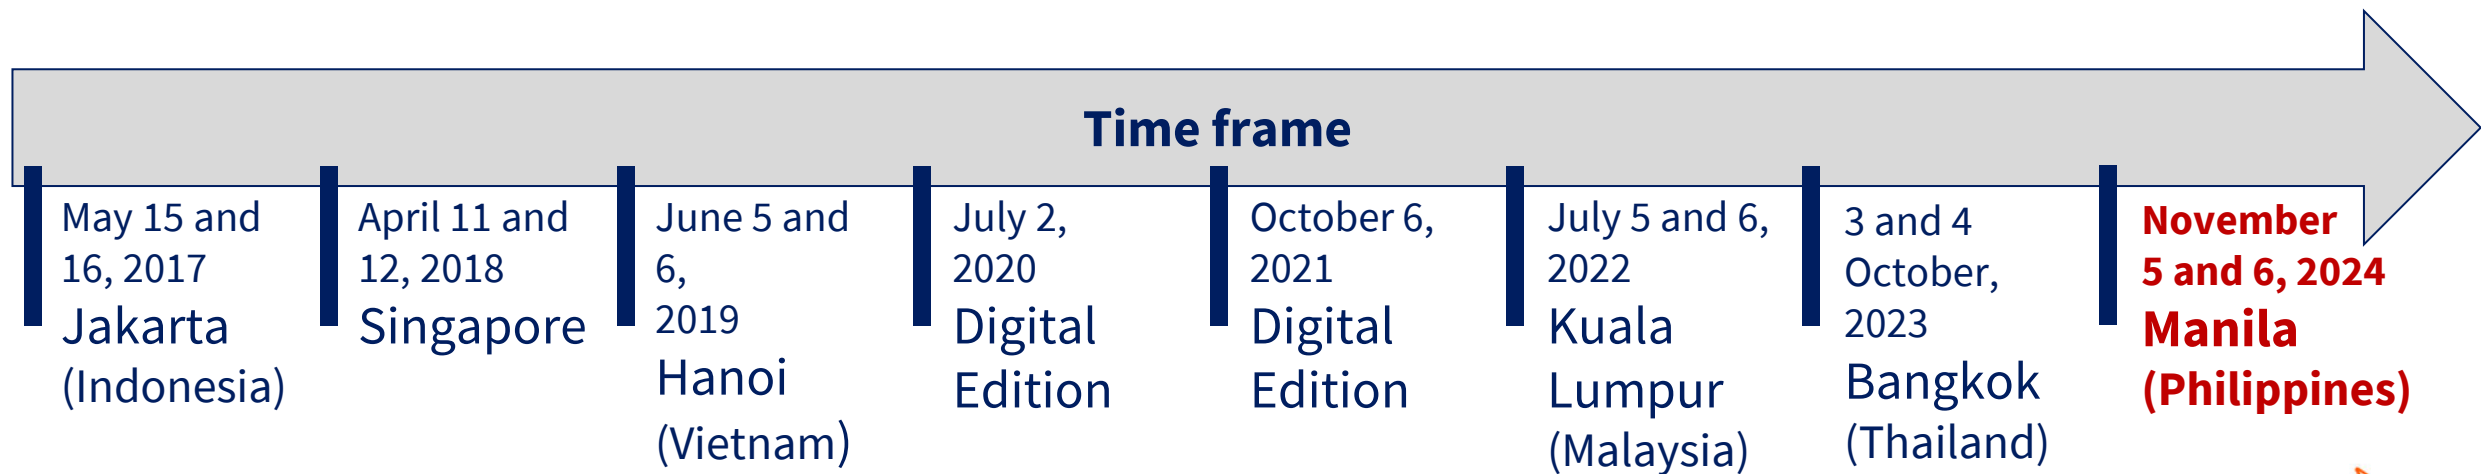 Time frame
May 15 and
16, 2017
Jakarta
(Indonesia)
April 11 and
12, 2018
Singapore
June 5 and
6,
2019
Hanoi
(Vietnam)
July 2,
2020
Digital
Edition
October 6,
2021
Digital
Edition
July 5 and 6,
2022
Kuala
Lumpur
(Malaysia)
3 and 4
October,
2023
Bangkok
(Thailand)
November
5 and 6, 2024
Manila
(Philippines)